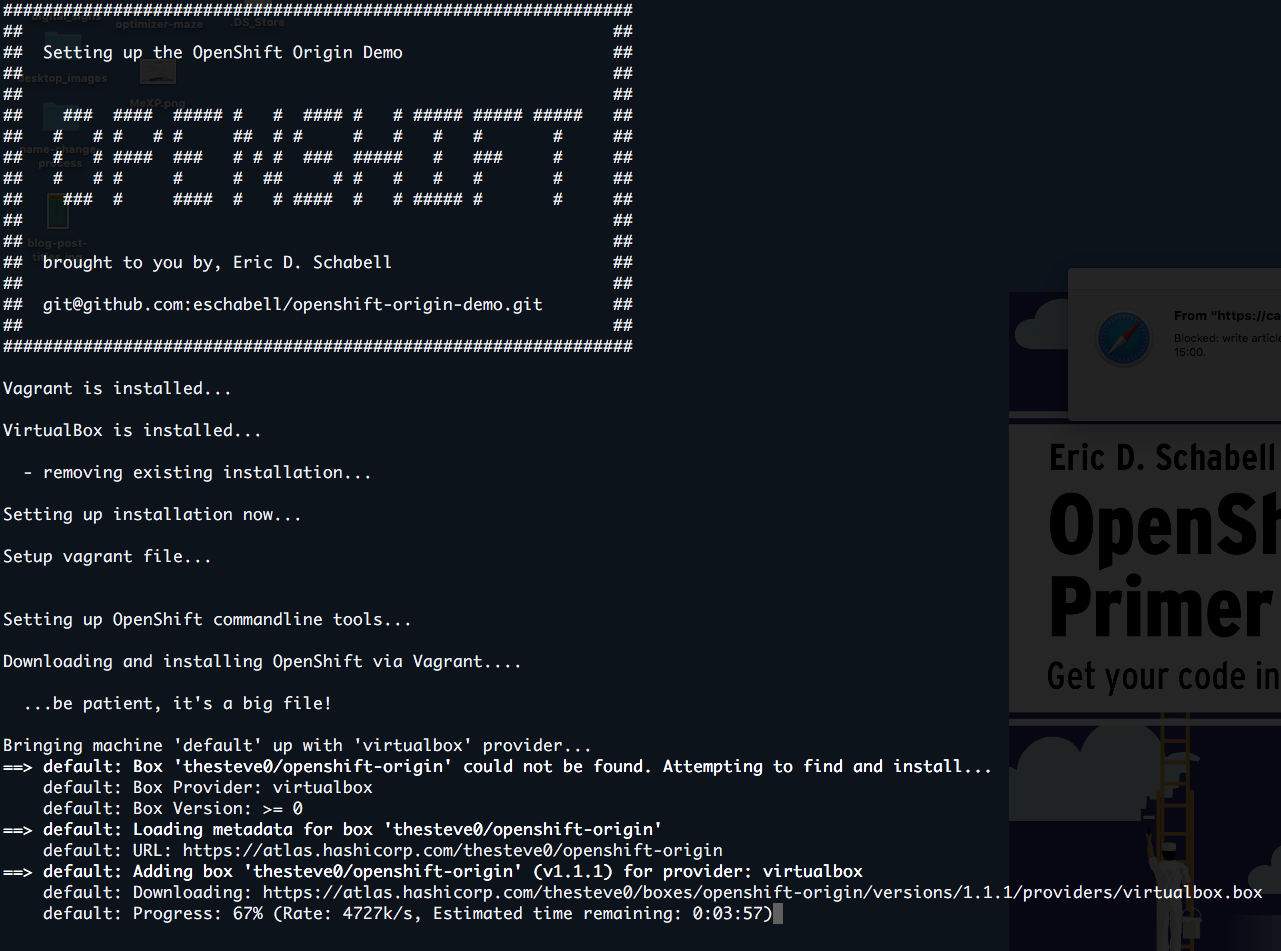 ################################################################
##                                                           ##
##  Setting up the OpenShift Origin Demo                     ##
##                                                           ##
##                                                           ##
##    ###  ####  ##### #   #  #### #   # ##### ##### #####   ##
##   #   # #   # #     ##  # #     #   #   #   #       #     ##
##   #   # ####  ###   # # #  ###  #####   #   ###     #     ##
##   #   # #     #     #  ##     # #   #   #   #       #     ##
##    ###  #     ####  #   # ####  #   # ##### #       #     ##
##                                                           ##
##                                                           ##
##  brought to you by, Eric D. Schabell                      ##
##                                                           ##
##  git@github.com:eschabell/openshift-origin-demo.git       ##
##                                                           ##
################################################################
Vagrant is installed...
VirtualBox is installed...
- removing existing installation...
Setting up installation now...
Setup vagrant file...
Setting up OpenShift commandline tools...
Downloading and installing OpenShift via Vagrant....
...be patient, it's a big file!
Bringing machine 'default' up with 'virtualbox' provider...
==> default: Box 'thesteve0/openshift-origin' could not be found. Attempting to find and install...
default: Box Provider: virtualbox
default: Box Version: >= 0
==> default: Loading metadata for box 'thesteve0/openshift-origin'
default: URL: https://atlas.hashicorp.com/thesteve0/openshift-origin
==> default: Adding box 'thesteve0/openshift-origin' (v1.1.1) for provider: virtualbox
default: Downloading: https://atlas.hashicorp.com/thesteve0/boxes/openshift-origin/versions/1.1.1/providers/virtualbox.box
default: Progress: 67% (Rate: 4727k/s, Estimated time remaining: 0:03:57)
optimizer-maze
.DS_Store
desktop_images
MeXP.png
name-change-
process
blog-post-
From "https://ca
Blocked: write article
15:00.
Eric D. Schabell
OpenSh
Primer
Get your code in